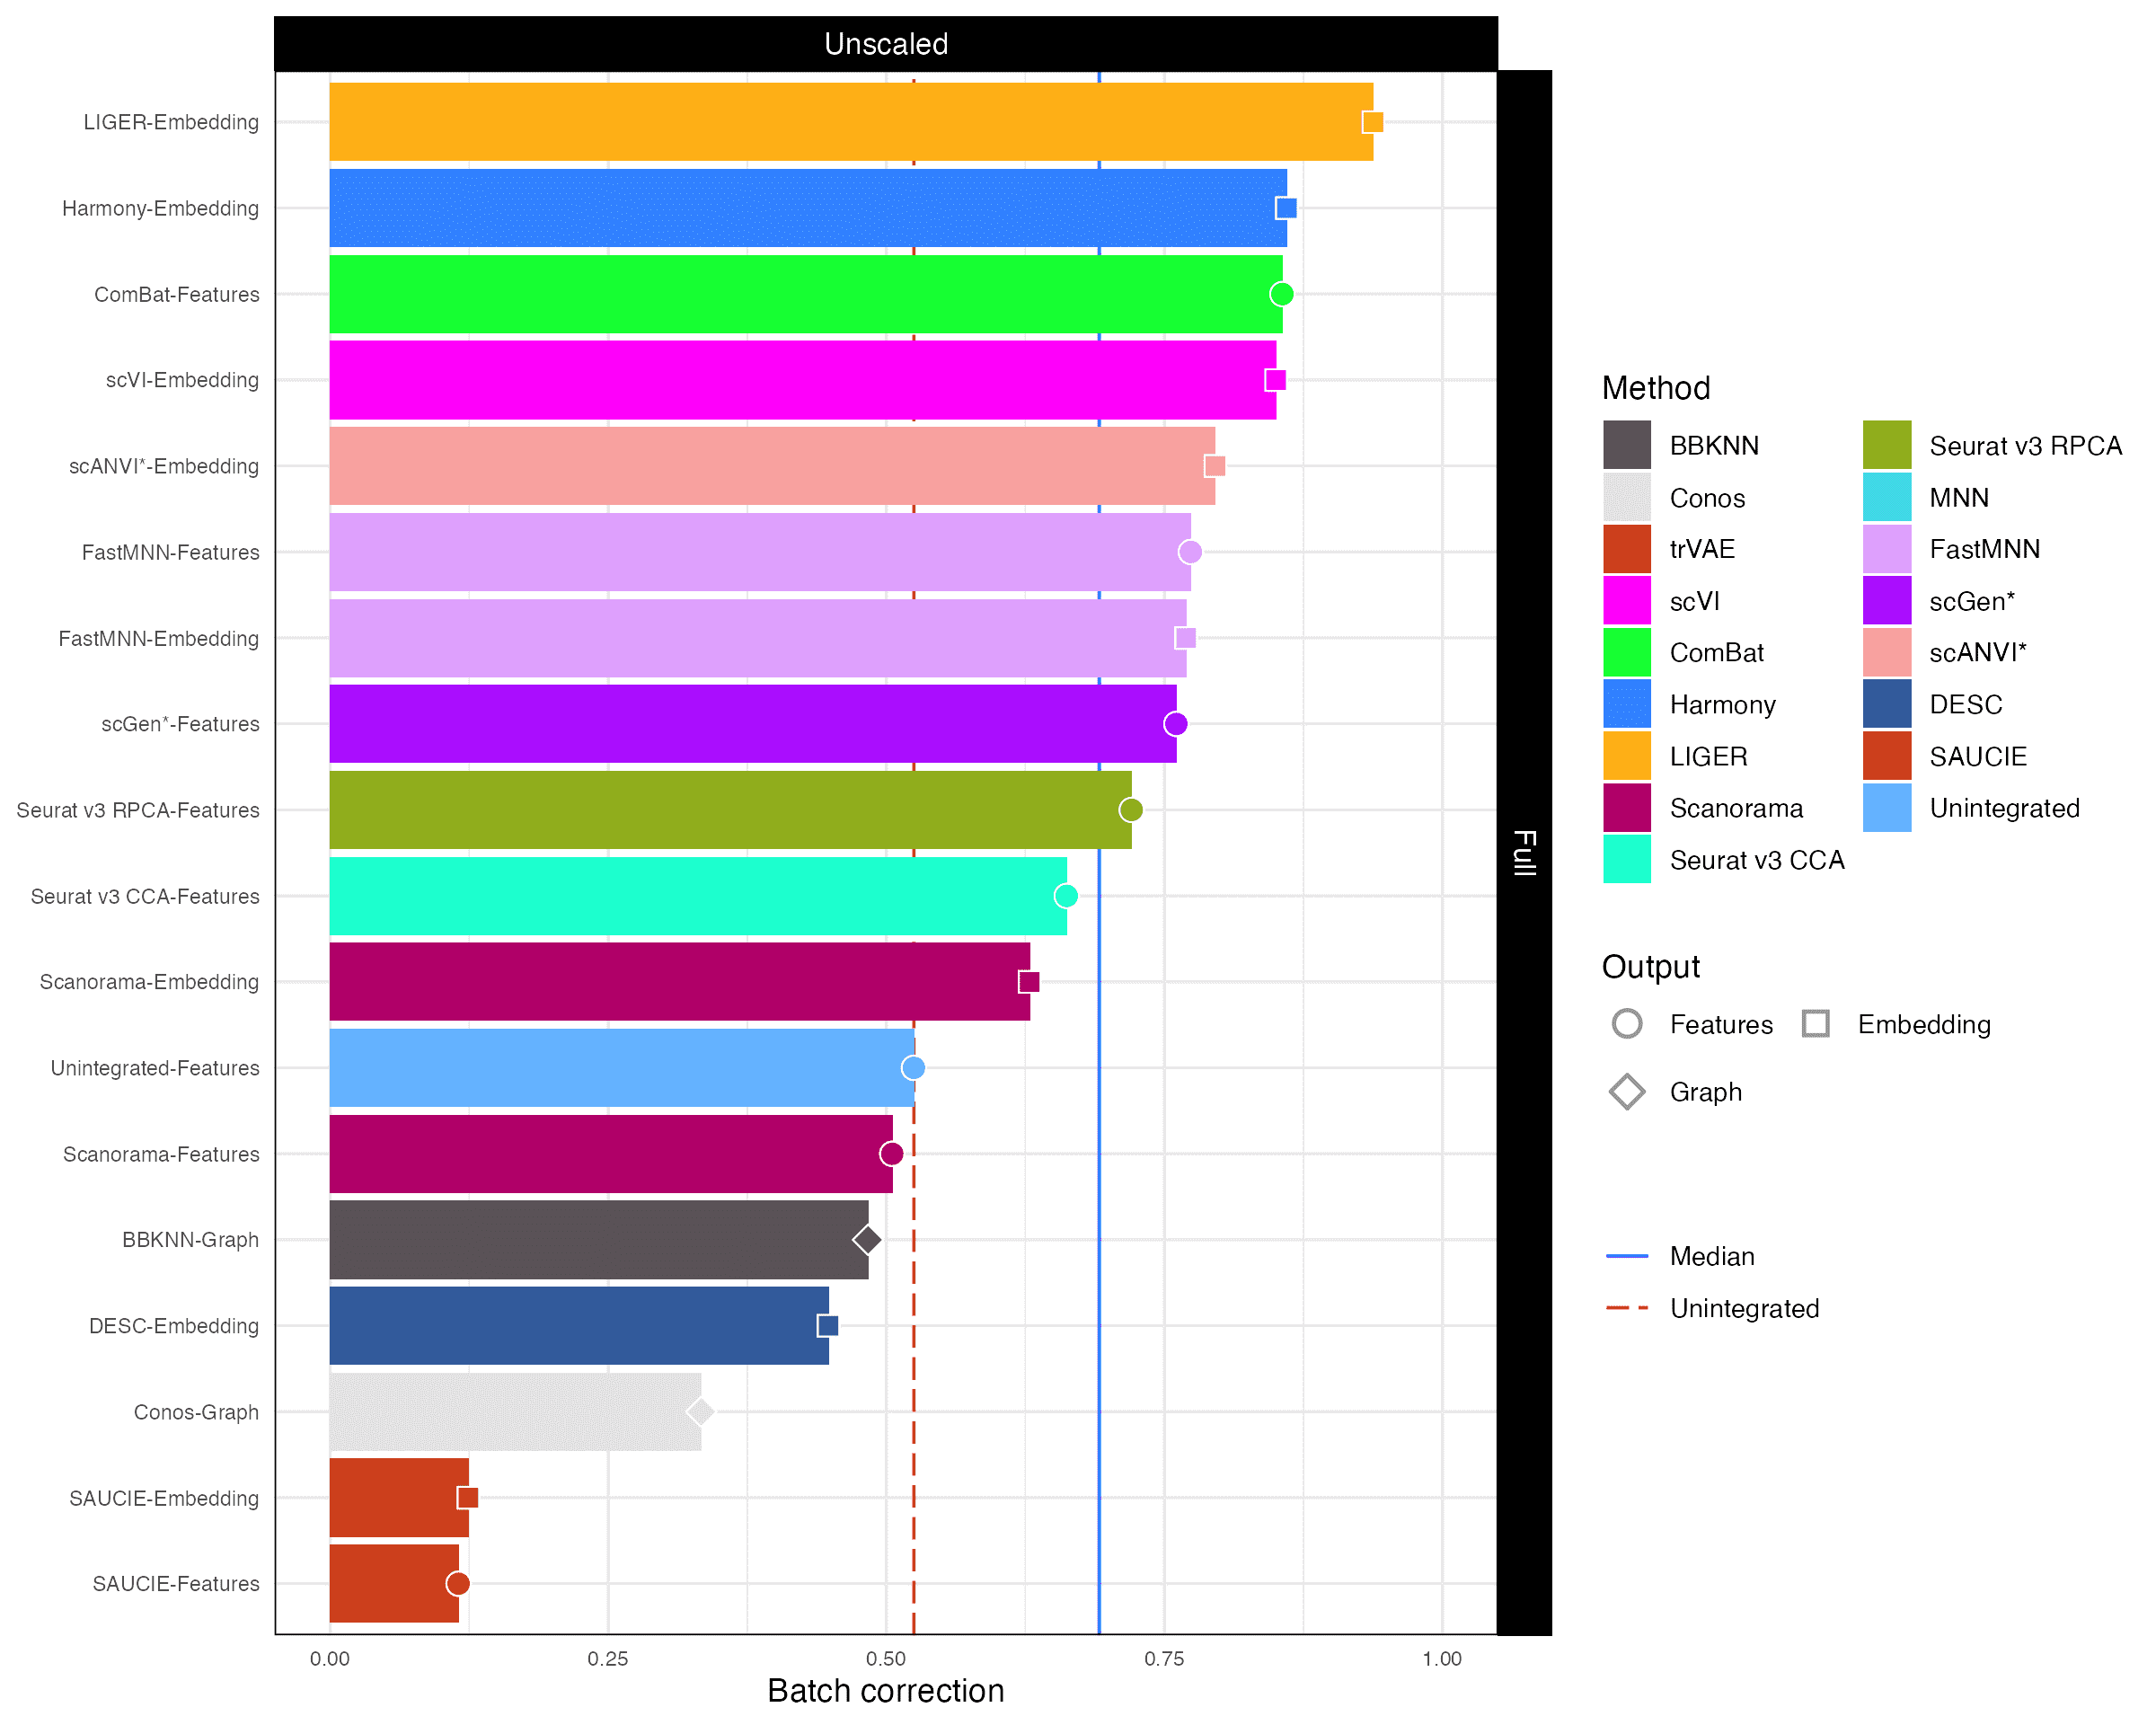 Unscaled
LIGER-Embedding
Harmony-Embedding
ComBat-Features
scVI-Embedding
scANVI*-Embedding
FastMNN-Features
FastMNN-Embedding
scGen*-Features
Seurat v3 RPCA-Features
Seurat v3 CCA-Features
Scanorama-Embedding
Unintegrated-Features
Scanorama-Features
BBKNN-Graph
DESC-Embedding
Conos-Graph
SAUCIE-Embedding
SAUCIE-Features
0.00 0.25 0.50 0.75 1.00
Batch correction
Full
Method
BBKNN Seurat v3 RPCA
Conos MNN
trVAE FastMNN
scVI scGen*
ComBat scANVI*
Harmony DESC
LIGER SAUCIE
Scanorama Unintegrated
Seurat v3 CCA
Output
Features Embedding
Graph
Median
Unintegrated